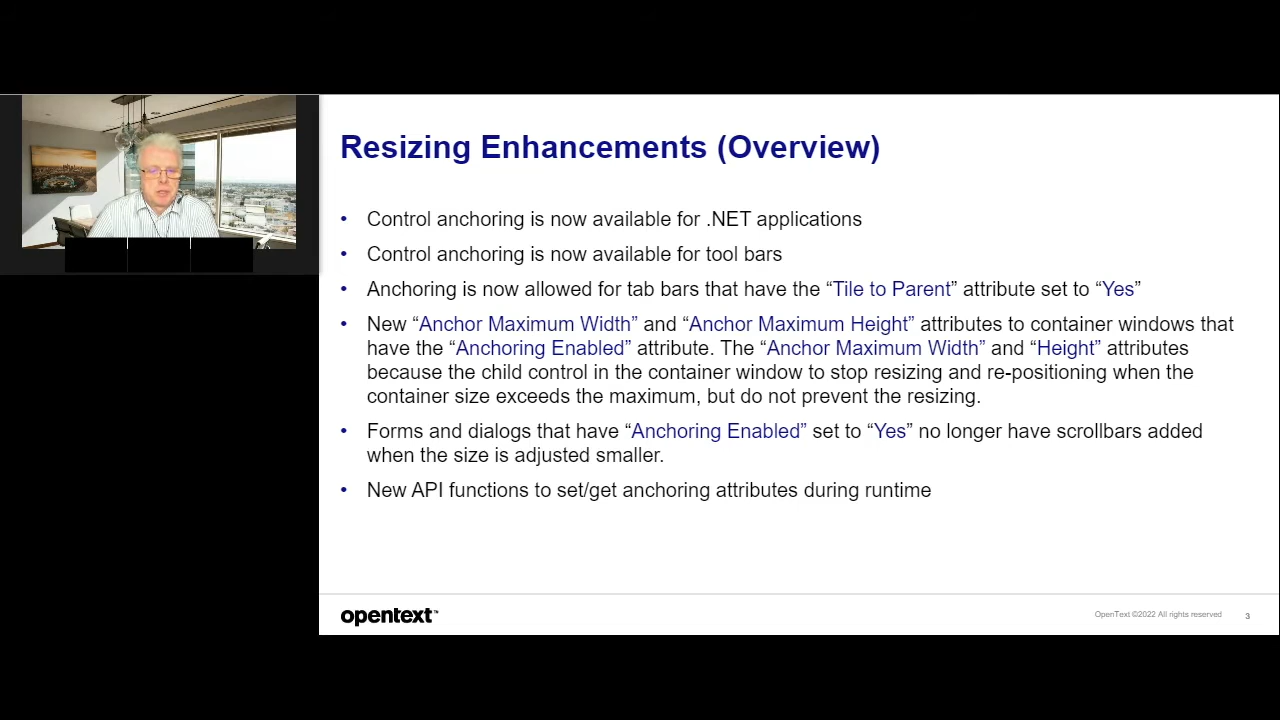 Resizing Enhancements (Overview)
• Control anchoring is now available for .NET applications
• Control anchoring is now available for tool bars
• Anchoring is now allowed for tab bars that have the “Tile to Parent” attribute set to “Yes”
• New “Anchor Maximum Width” and “Anchor Maximum Height” attributes to container windows that
have the “Anchoring Enabled” attribute. The “Anchor Maximum Width” and “Height” attributes
because the child control in the container window to stop resizing and re-positioning when the
container size exceeds the maximum, but do not prevent the resizing.
• Forms and dialogs that have “Anchoring Enabled” set to “Yes” no longer have scrollbars added
when the size is adjusted smaller.
• New API functions to set/get anchoring attributes during runtime
opentext™
OpenText ©2022 All rights reserved
3